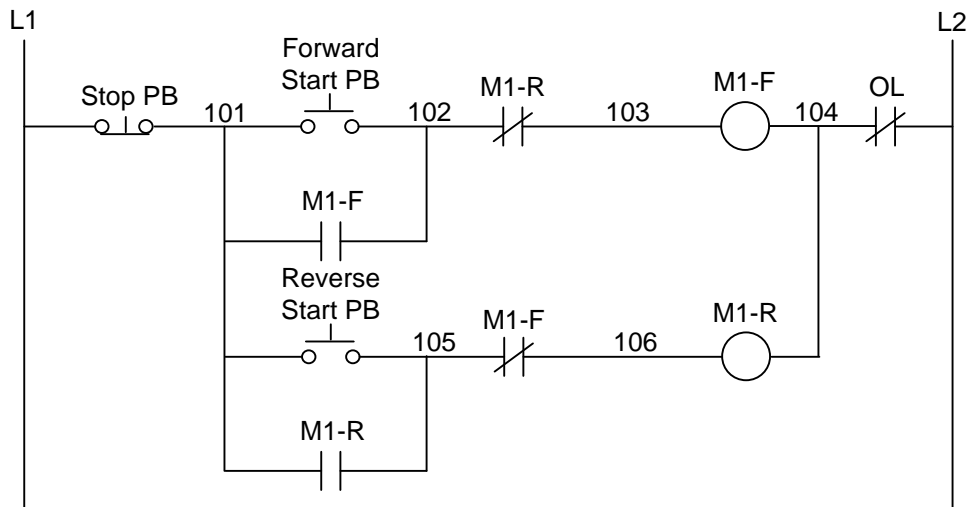 L1
L2
Forward
Start PB
Stop PB
101
102
M1-R
103
M1-F
104
OL
M1-F
Reverse
Start PB
105
M1-F
106
M1-R
M1-R